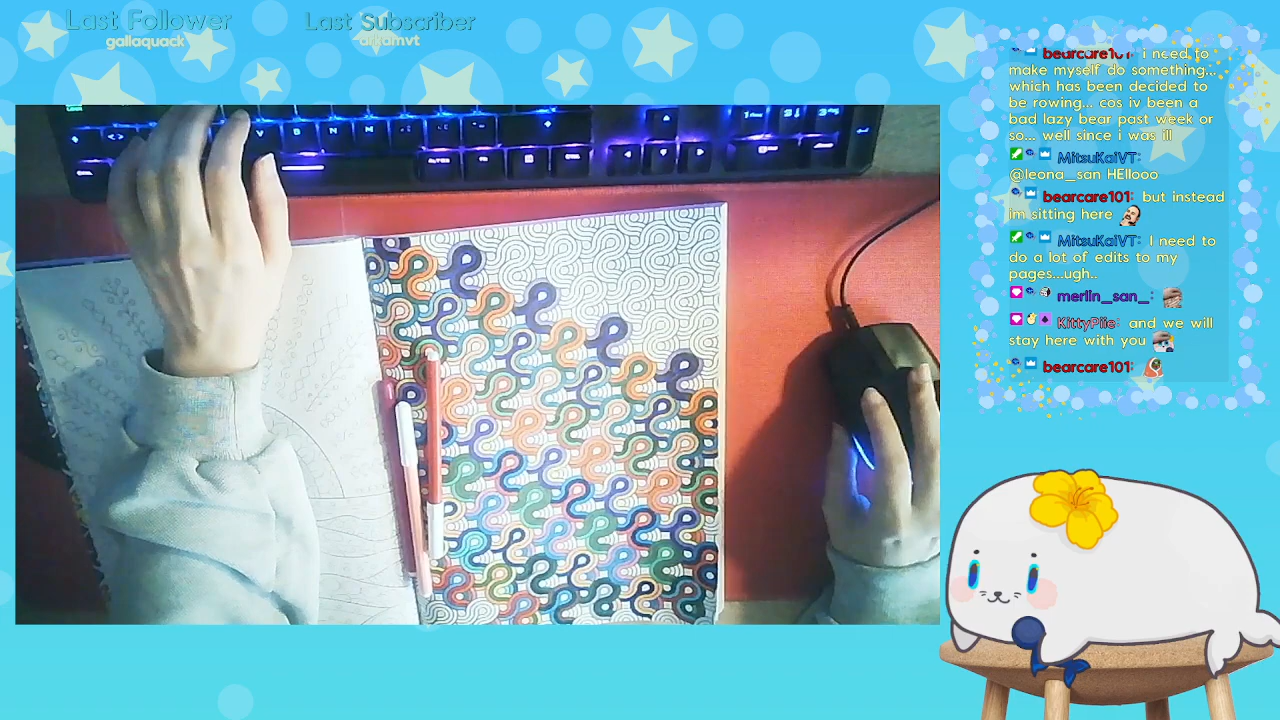 Last Follower
gallaquack
Last Subscriber
arkaimvt
bearcare101: i need to
make myself do something...
which has been decided to
be rowing... cos iv been a
bad lazy bear past week or
so... well since i was ill
MitsuKaiVT:
@leona_san HEllooo
bearcare101: but instead
im sitting here
MitsuKaiVT: I need to
do a lot of edits to my
pages...ugh..
merlin_san_:
KittyPiie: and we will
stay here with you
bearcare101:
V B N M